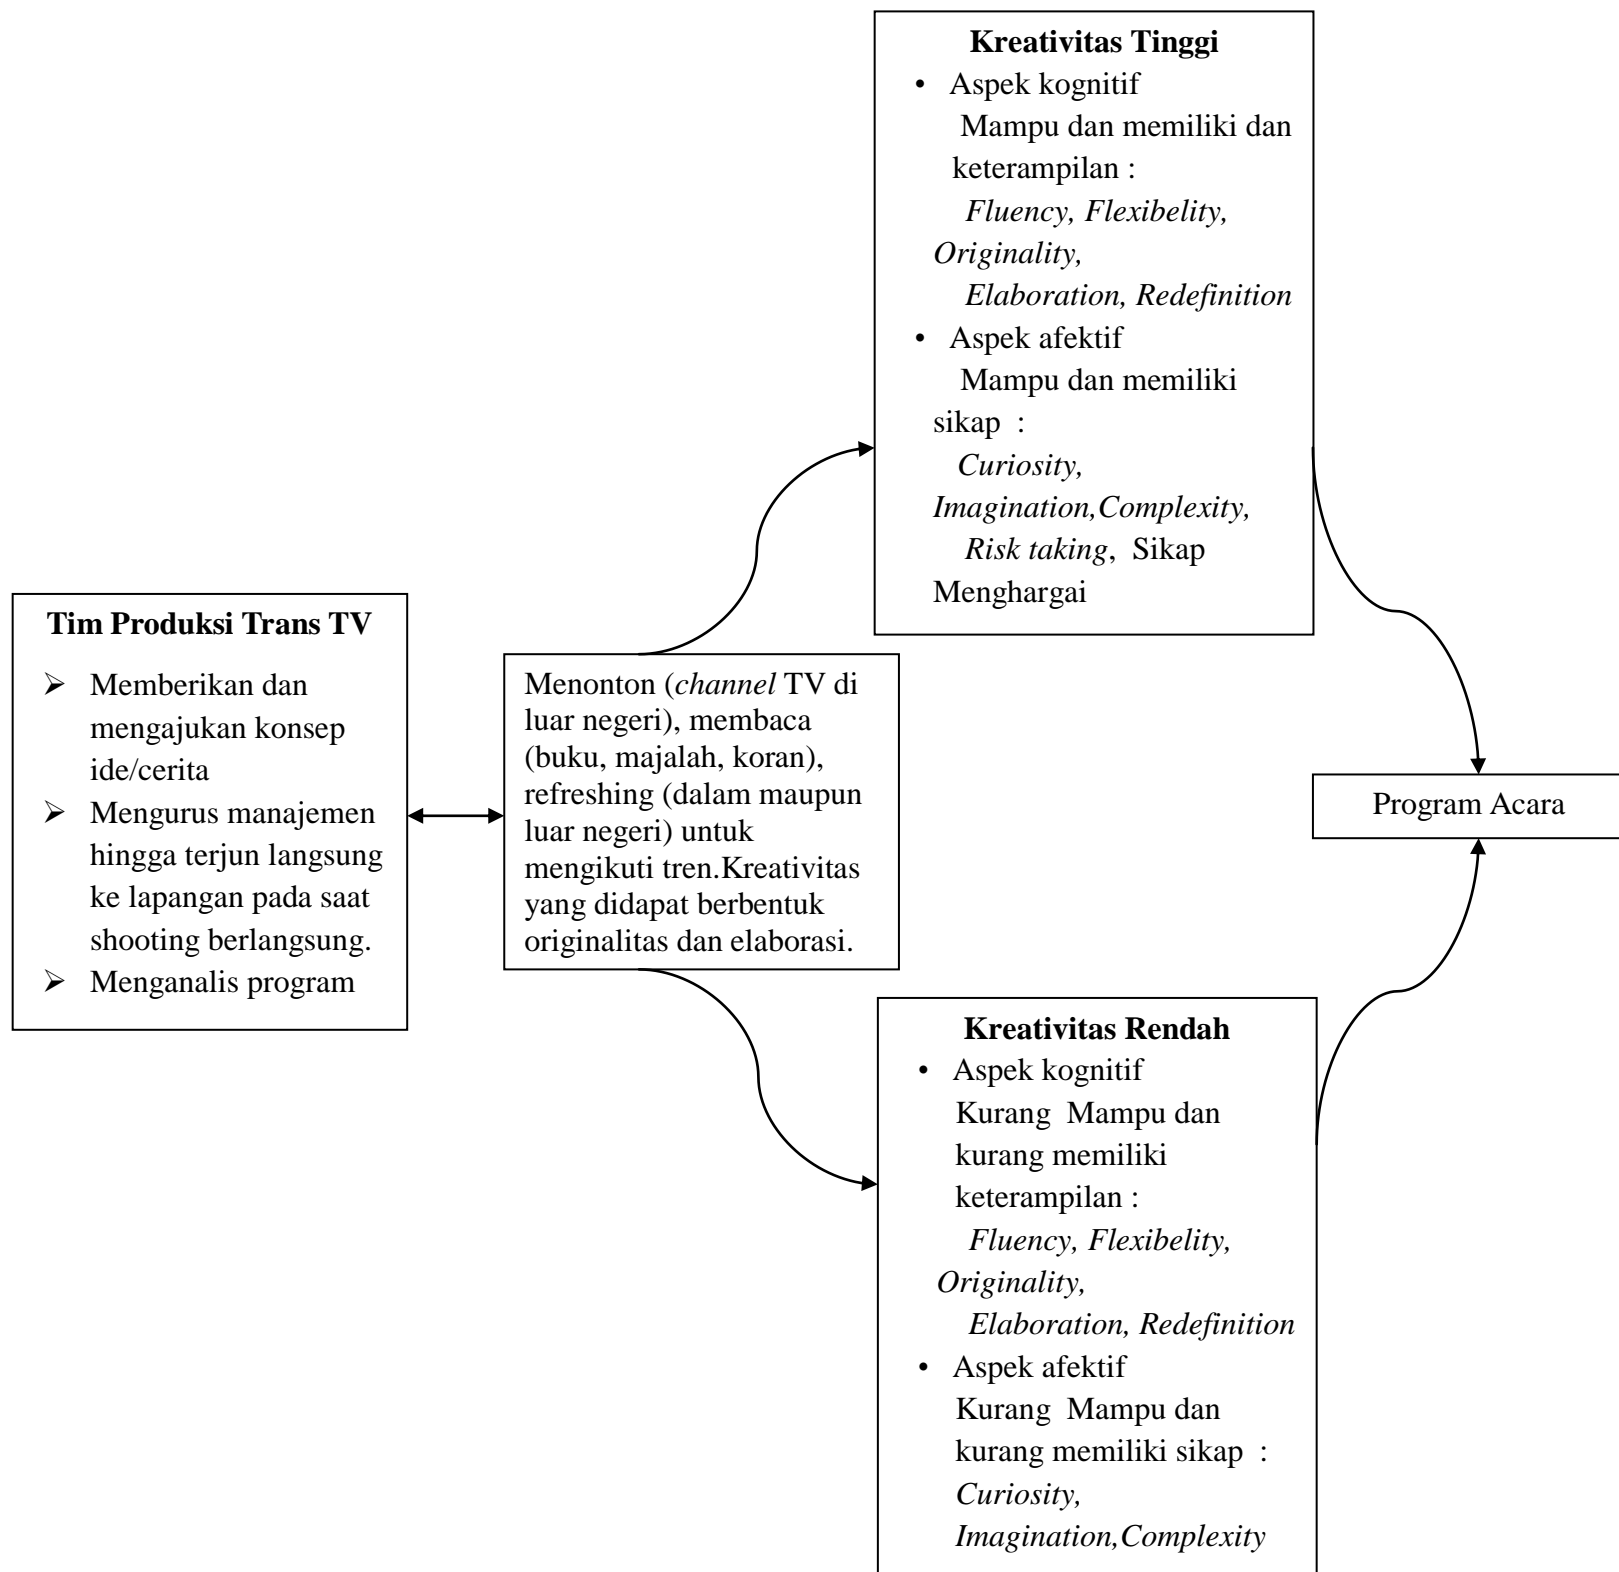 Kreativitas Tinggi
• Aspek kognitif
Mampu dan memiliki dan
keterampilan :
Fluency, Flexibelity,
Originality,
Elaboration, Redefinition
• Aspek afektif
Mampu dan memiliki
sikap :
Curiosity,
Imagination,Complexity,
Risk taking, Sikap
Menghargai
Tim Produksi Trans TV
➢ Memberikan dan
mengajukan konsep
ide/cerita
➢ Mengurus manajemen
hingga terjun langsung
ke lapangan pada saat
shooting berlangsung.
➢ Menganalis program
Menonton (channel TV di
luar negeri), membaca
(buku, majalah, koran),
refreshing (dalam maupun
luar negeri) untuk
mengikuti tren.Kreativitas
yang didapat berbentuk
originalitas dan elaborasi.
Program Acara
Kreativitas Rendah
• Aspek kognitif
Kurang Mampu dan
kurang memiliki
keterampilan :
Fluency, Flexibelity,
Originality,
Elaboration, Redefinition
• Aspek afektif
Kurang Mampu dan
kurang memiliki sikap :
Curiosity,
Imagination,Complexity